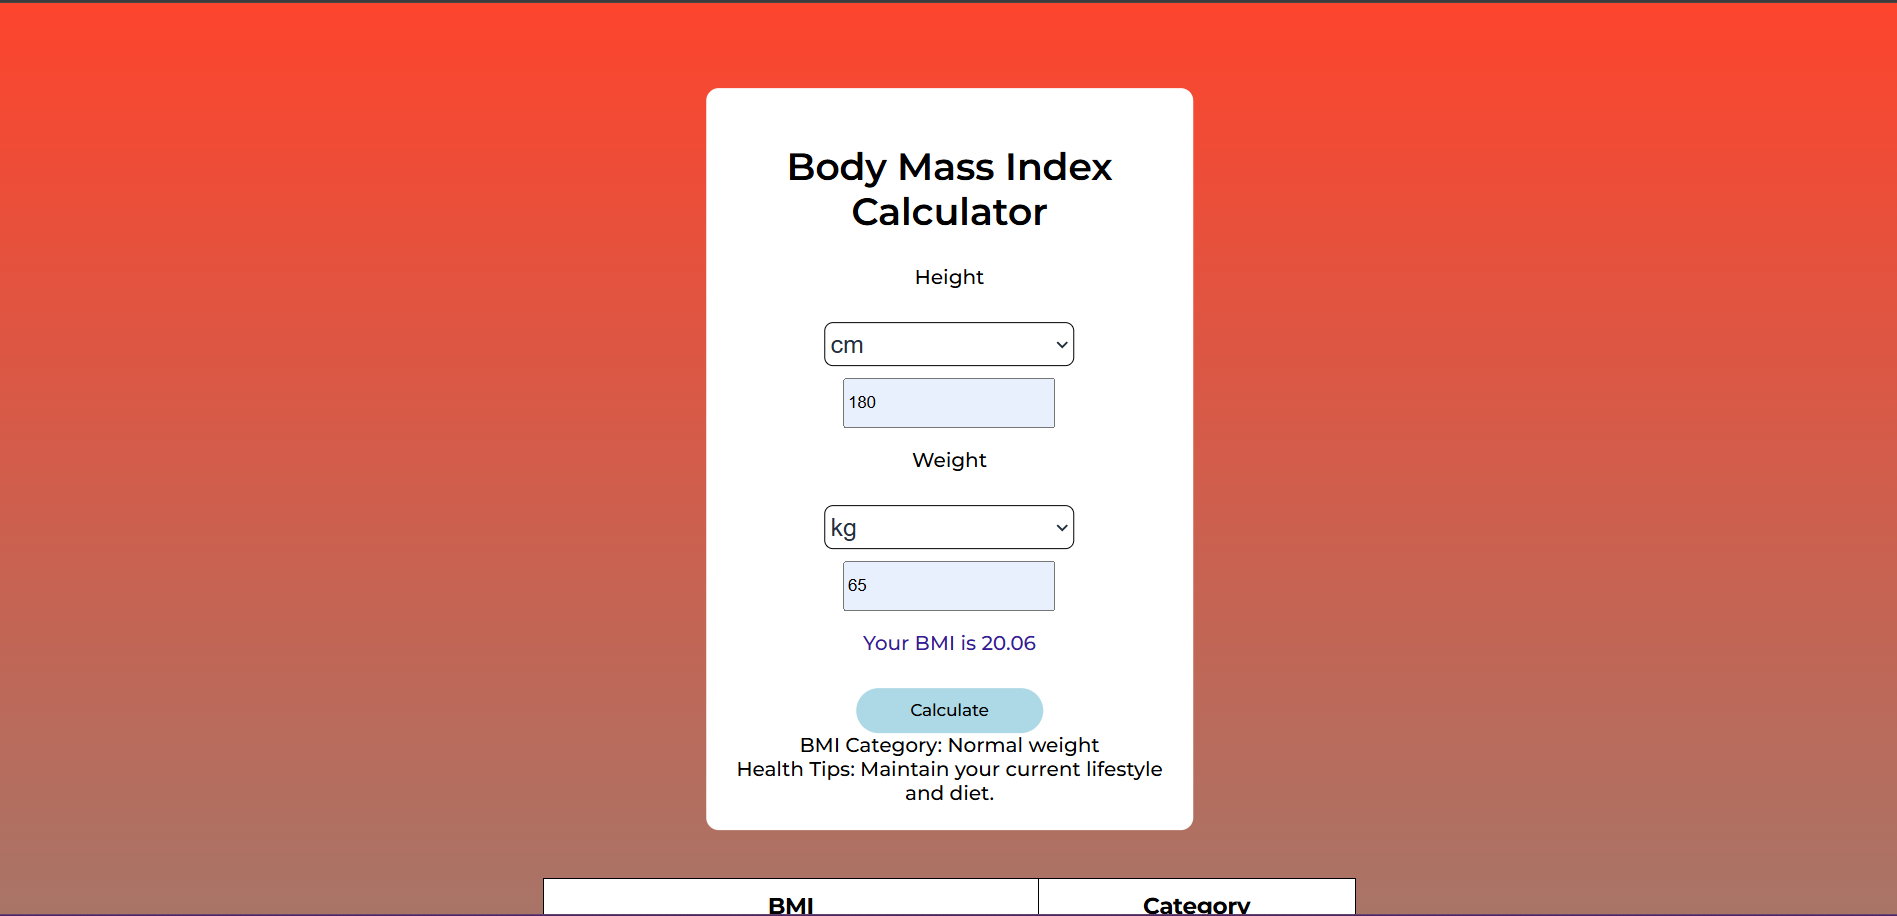 Body Mass Index
Calculator
Height
cm
180
Weight
kg
65
Your BMI is 20.06
Calculate
BMI Category: Normal weight
Health Tips: Maintain your current lifestyle
and diet.
BMI Category